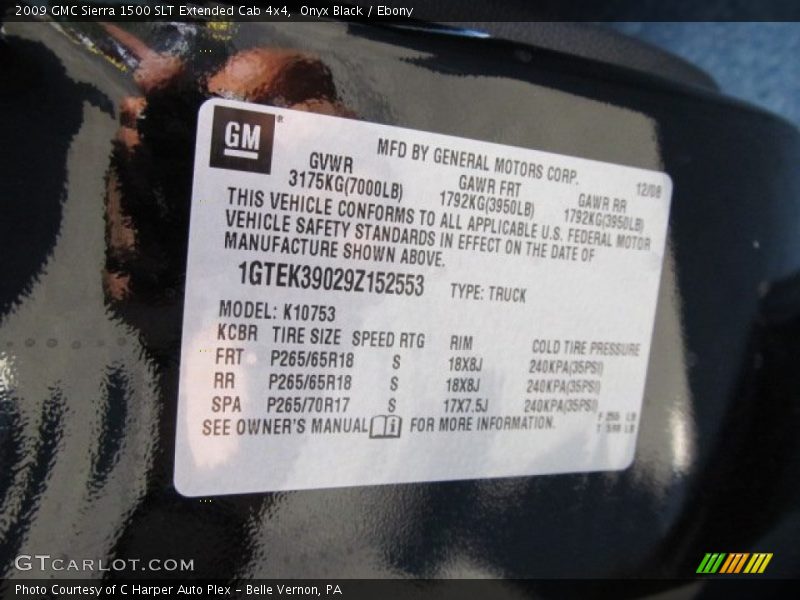 2009 GMC Sierra 1500 SLT Extended Cab 4x4, Onyx Black / Ebony
GM®
MFD BY GENERAL MOTORS CORP.
GVWR GAWR FRT GAWR RR 12/08
3175KG(7000LB) 1792KG(3950LB) 1792KG(3950LB)
THIS VEHICLE CONFORMS TO ALL APPLICABLE U.S. FEDERAL MOTOR
VEHICLE SAFETY STANDARDS IN EFFECT ON THE DATE OF
MANUFACTURE SHOWN ABOVE.
1GTEK39029Z152553 TYPE: TRUCK
MODEL: K10753
KCBR TIRE SIZE SPEED RTG RIM COLD TIRE PRESSURE
FRT P265/65R18 S 18X8J 240KPA(35PSI)
RR P265/65R18 S 18X8J 240KPA(35PSI)
SPA P265/70R17 S 17X7.5J 240KPA(35PSI)
SEE OWNER'S MANUAL i FOR MORE INFORMATION.
GTCARLOT.COM
Photo Courtesy of C Harper Auto Plex - Belle Vernon, PA